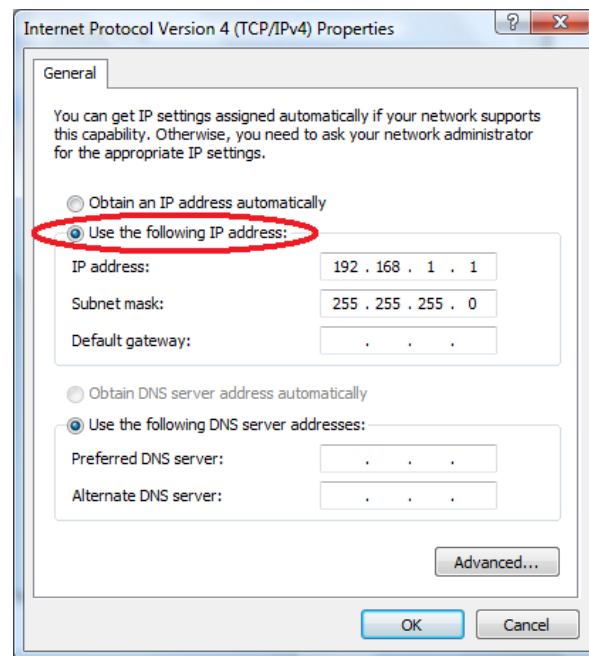 Internet Protocol Version 4 (TCP/IPv4) Properties
General
You can get IP settings assigned automatically if your network supports
this capability. Otherwise, you need to ask your network administrator
for the appropriate IP settings.
Obtain an IP address automatically
Use the following IP address:
IP address: 192 . 168 . 1 . 1
Subnet mask: 255 . 255 . 255 . 0
Default gateway: . . .
Obtain DNS server address automatically
Use the following DNS server addresses:
Preferred DNS server: . . .
Alternate DNS server: . . .
Advanced...
OK Cancel